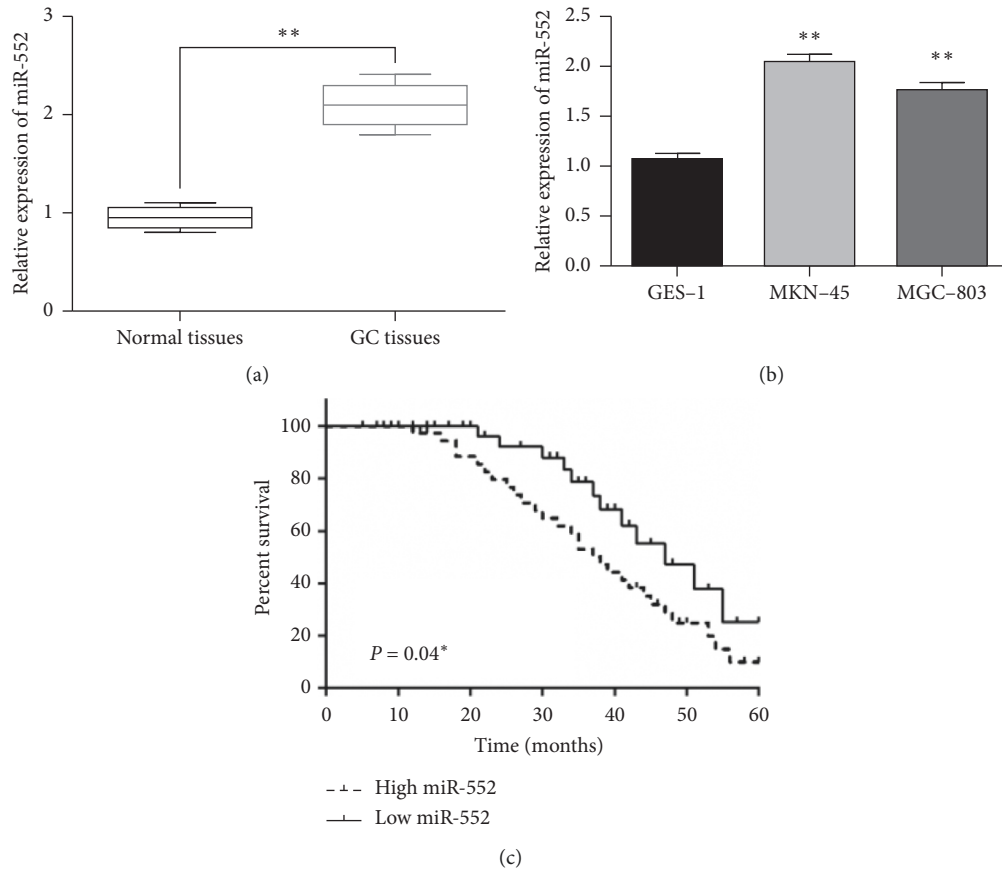 Relative expression of miR-552
3
2
1
0
**
Normal tissues
GC tissues
(a)
Relative expression of miR-552
2.5
2.0
1.5
1.0
0.5
0.0
**
**
GES–1
MKN–45
MGC–803
(b)
Percent survival
100
80
60
40
20
0
P = 0.04*
0 10 20 30 40 50 60
Time (months)
High miR-552
Low miR-552
(c)